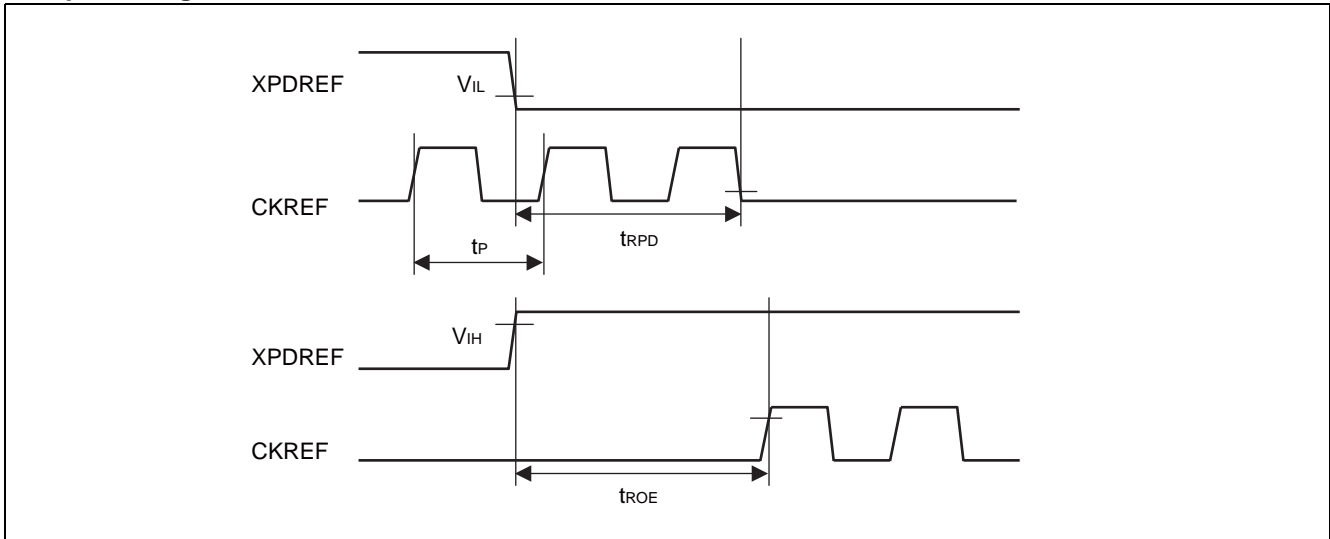 XPDREF
VIL
CKREF
tP
tRPD
XPDREF
VIH
CKREF
tROE